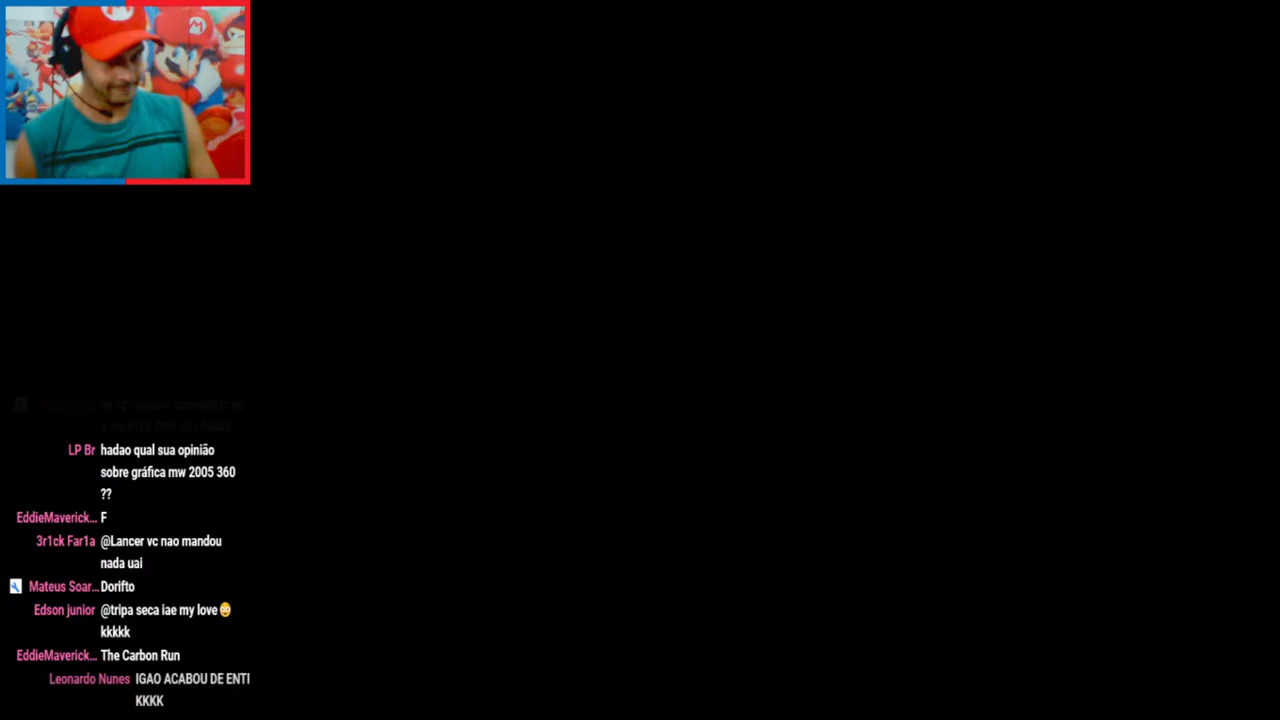 LP Br hadao qual sua opinião
sobre gráfica mw 2005 360
??
EddieMaverick... F
3r1ck Far1a @Lancer vc nao mandou
nada uai
Mateus Soar... Dorifto
Edson junior @tripa seca iae my love😳
kkkkk
EddieMaverick... The Carbon Run
Leonardo Nunes IGAO ACABOU DE ENTI
KKKK